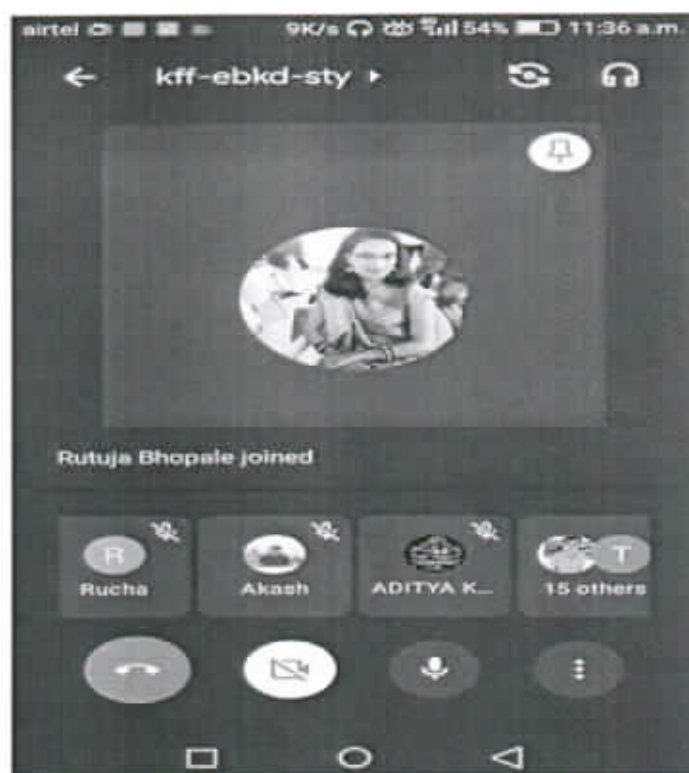 airtel 9K/s 54% 11:36 a.m.
kff-ebkd-sty
Rutuja Bhopale joined
R T
Rucha Akash ADITYA K... 15 others